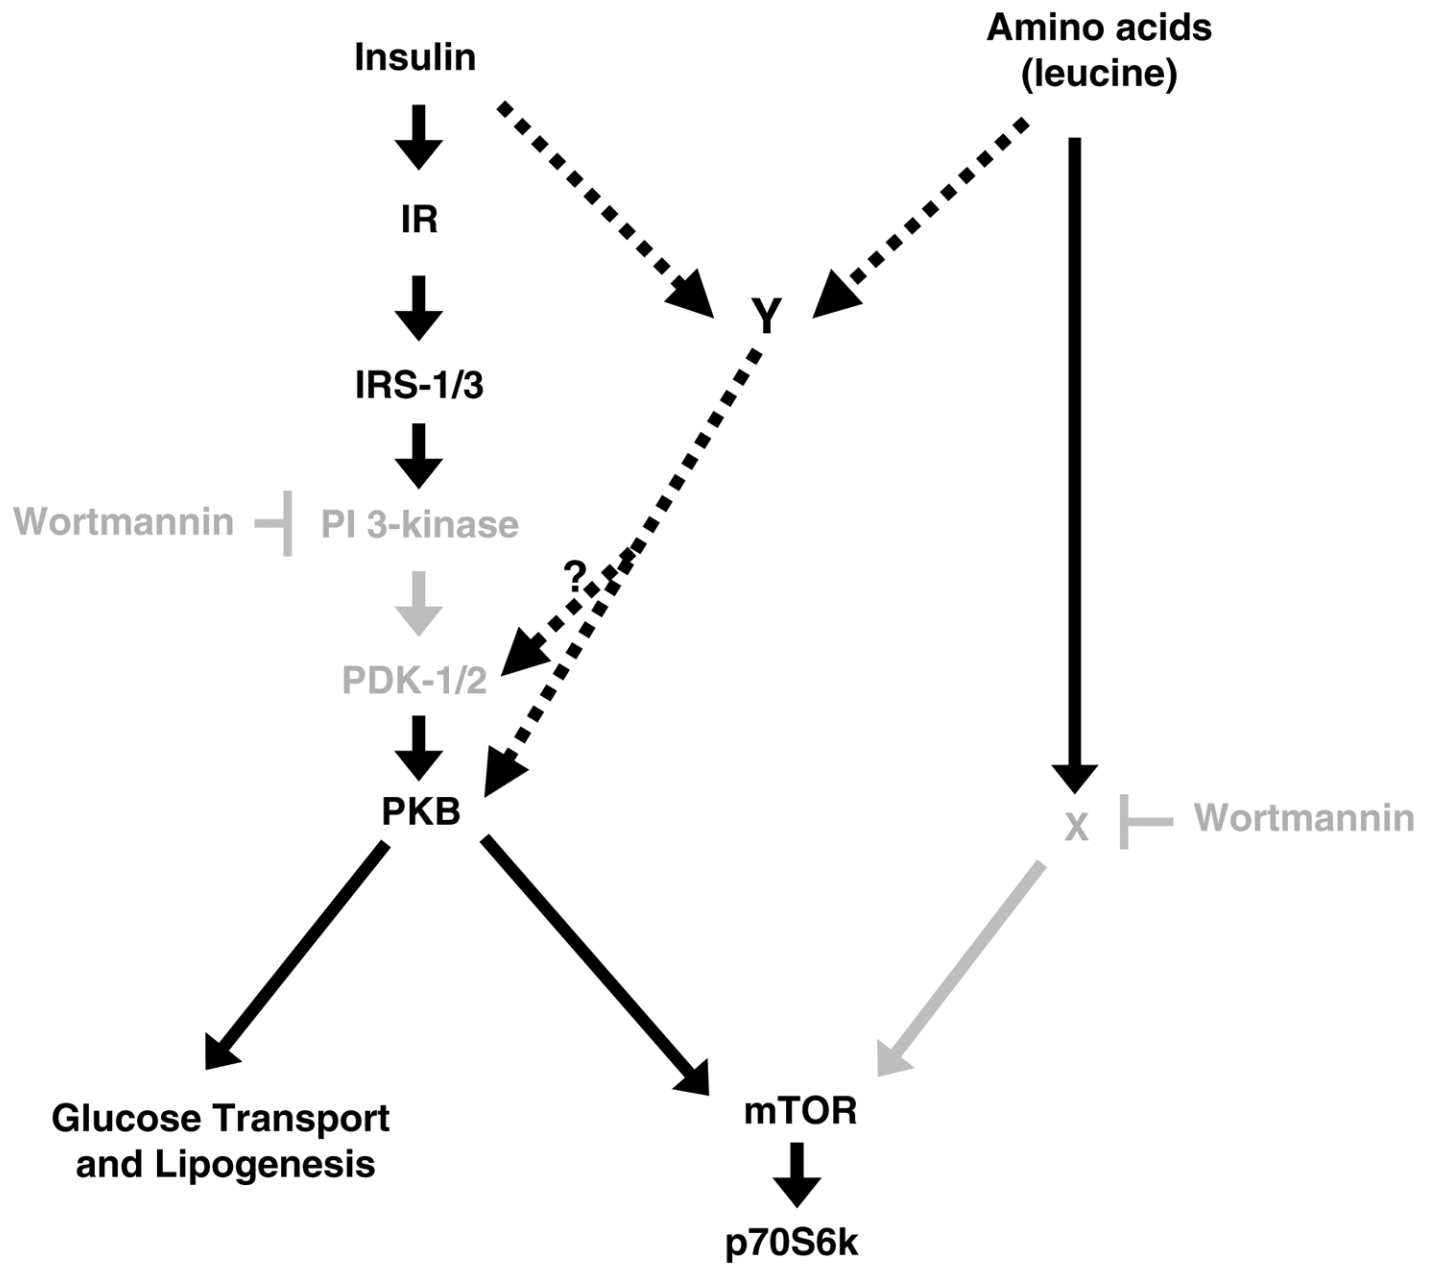 Insulin
Amino acids
(leucine)
IR
Y
IRS-1/3
Wortmannin
PI 3-kinase
?
PDK-1/2
PKB
X
Wortmannin
Glucose Transport
and Lipogenesis
mTOR
p70S6k